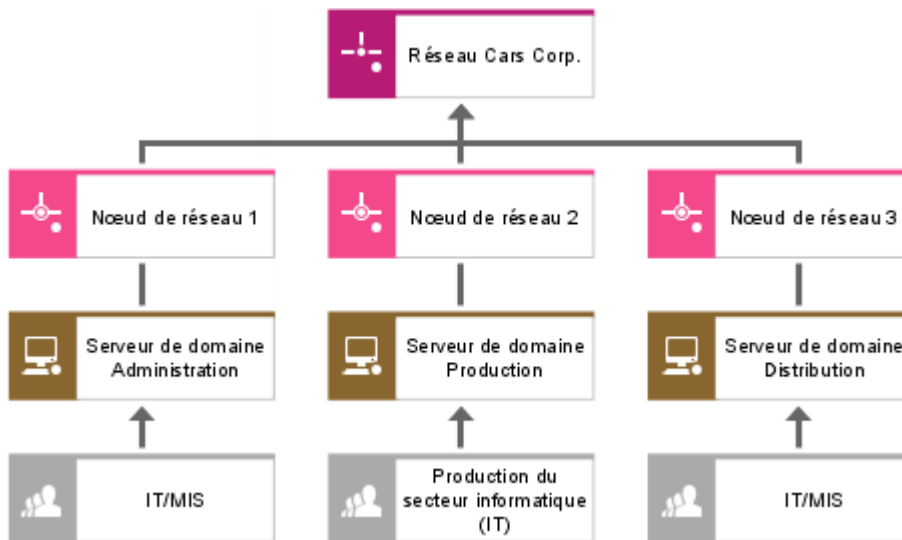 Réseau Cars Corp.
Nœud de réseau 1
Nœud de réseau 2
Nœud de réseau 3
Serveur de domaine
Administration
Serveur de domaine
Production
Serveur de domaine
Distribution
IT/MIS
Production du
secteur informatique
(IT)
IT/MIS